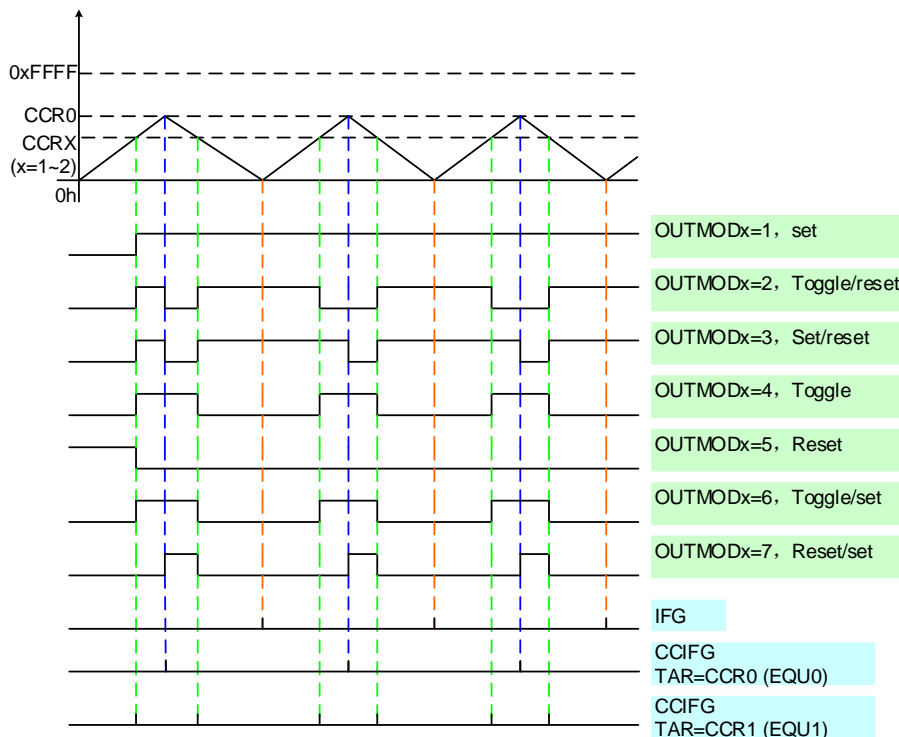 0xFFFF
CCR0
CCRX
(x=1~2)
0h
OUTMODx=1，set
OUTMODx=2，Toggle/reset
OUTMODx=3，Set/reset
OUTMODx=4，Toggle
OUTMODx=5，Reset
OUTMODx=6，Toggle/set
OUTMODx=7，Reset/set
IFG
CCIFG
TAR=CCR0 (EQU0)
CCIFG
TAR=CCR1 (EQU1)